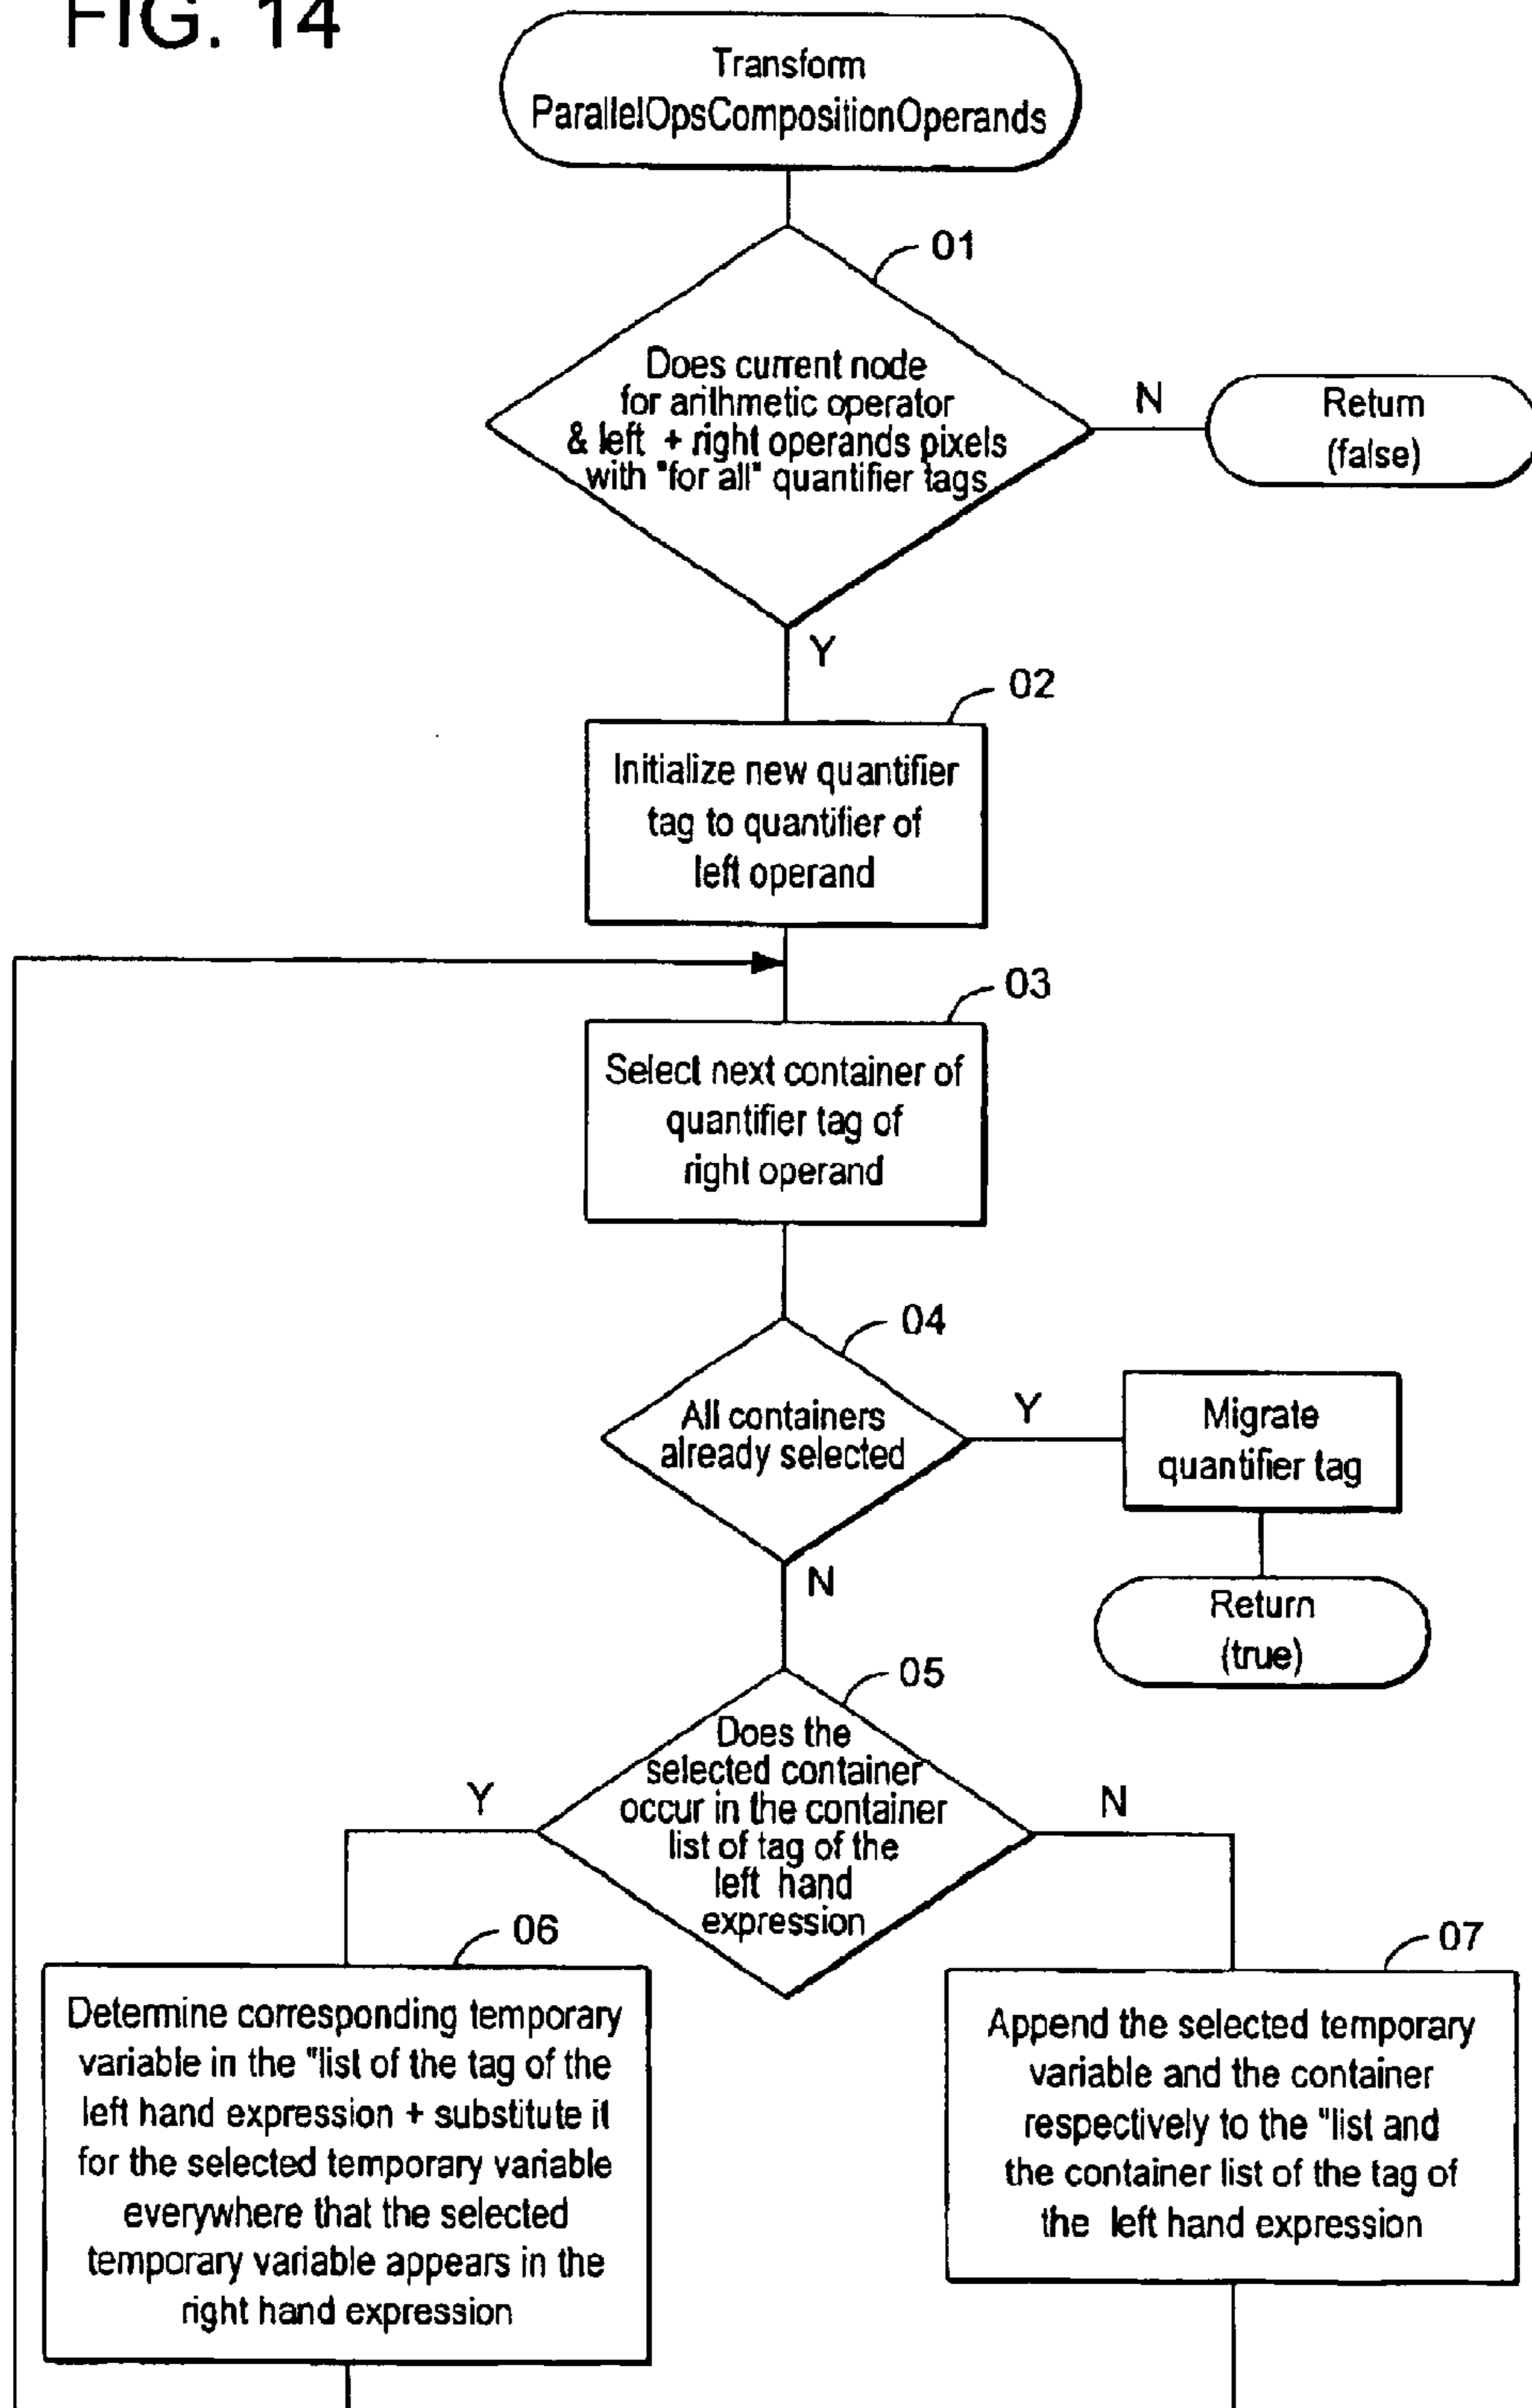 FIG. 14
Transform
ParallelOpsCompositionOperands
01
Does current node
for arithmetic operator
& left + right operands pixels
with "for all" quantifier tags
N
Return
(false)
Y
02
Initialize new quantifier
tag to quantifier of
left operand
03
Select next container of
quantifier tag of
right operand
04
All containers
already selected
Y
Migrate
quantifier tag
N
Return
(true)
05
Does the
selected container
occur in the container
list of tag of the
left hand
expression
Y
N
06
Determine corresponding temporary
variable in the "list of the tag of the
left hand expression + substitute it
for the selected temporary variable
everywhere that the selected
temporary variable appears in the
right hand expression
07
Append the selected temporary
variable and the container
respectively to the "list and
the container list of the tag of
the left hand expression